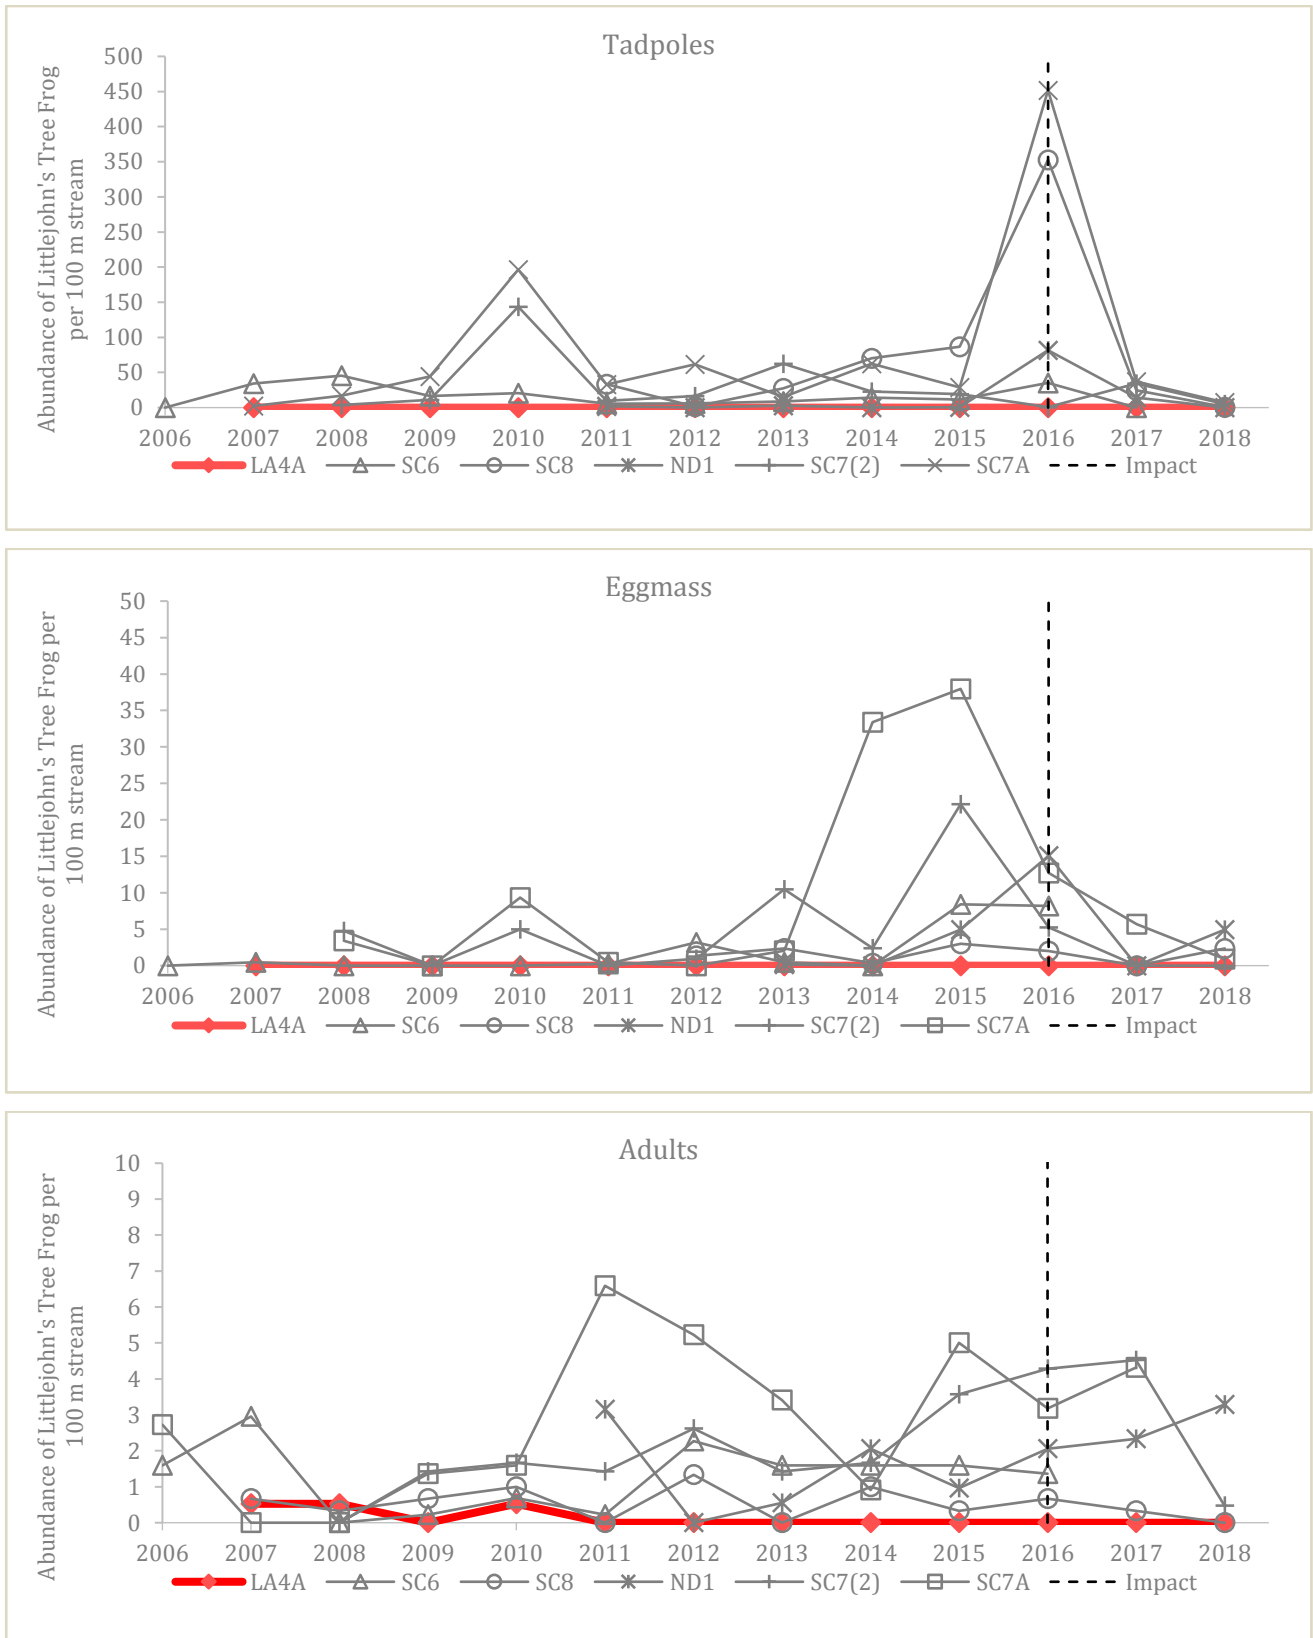 Tadpoles
Abundance of Littlejohn's Tree Frog
per 100 m stream
500
450
400
350
300
250
200
150
100
50
0
2006 2007 2008 2009 2010 2011 2012 2013 2014 2015 2016 2017 2018
LA4A SC6 SC8 ND1 SC7(2) SC7A Impact
Eggmass
Abundance of Littlejohn's Tree Frog per
100 m stream
50
45
40
35
30
25
20
15
10
5
0
2006 2007 2008 2009 2010 2011 2012 2013 2014 2015 2016 2017 2018
LA4A SC6 SC8 ND1 SC7(2) SC7A Impact
Adults
Abundance of Littlejohn's Tree Frog per
100 m stream
10
9
8
7
6
5
4
3
2
1
0
2006 2007 2008 2009 2010 2011 2012 2013 2014 2015 2016 2017 2018
LA4A SC6 SC8 ND1 SC7(2) SC7A Impact